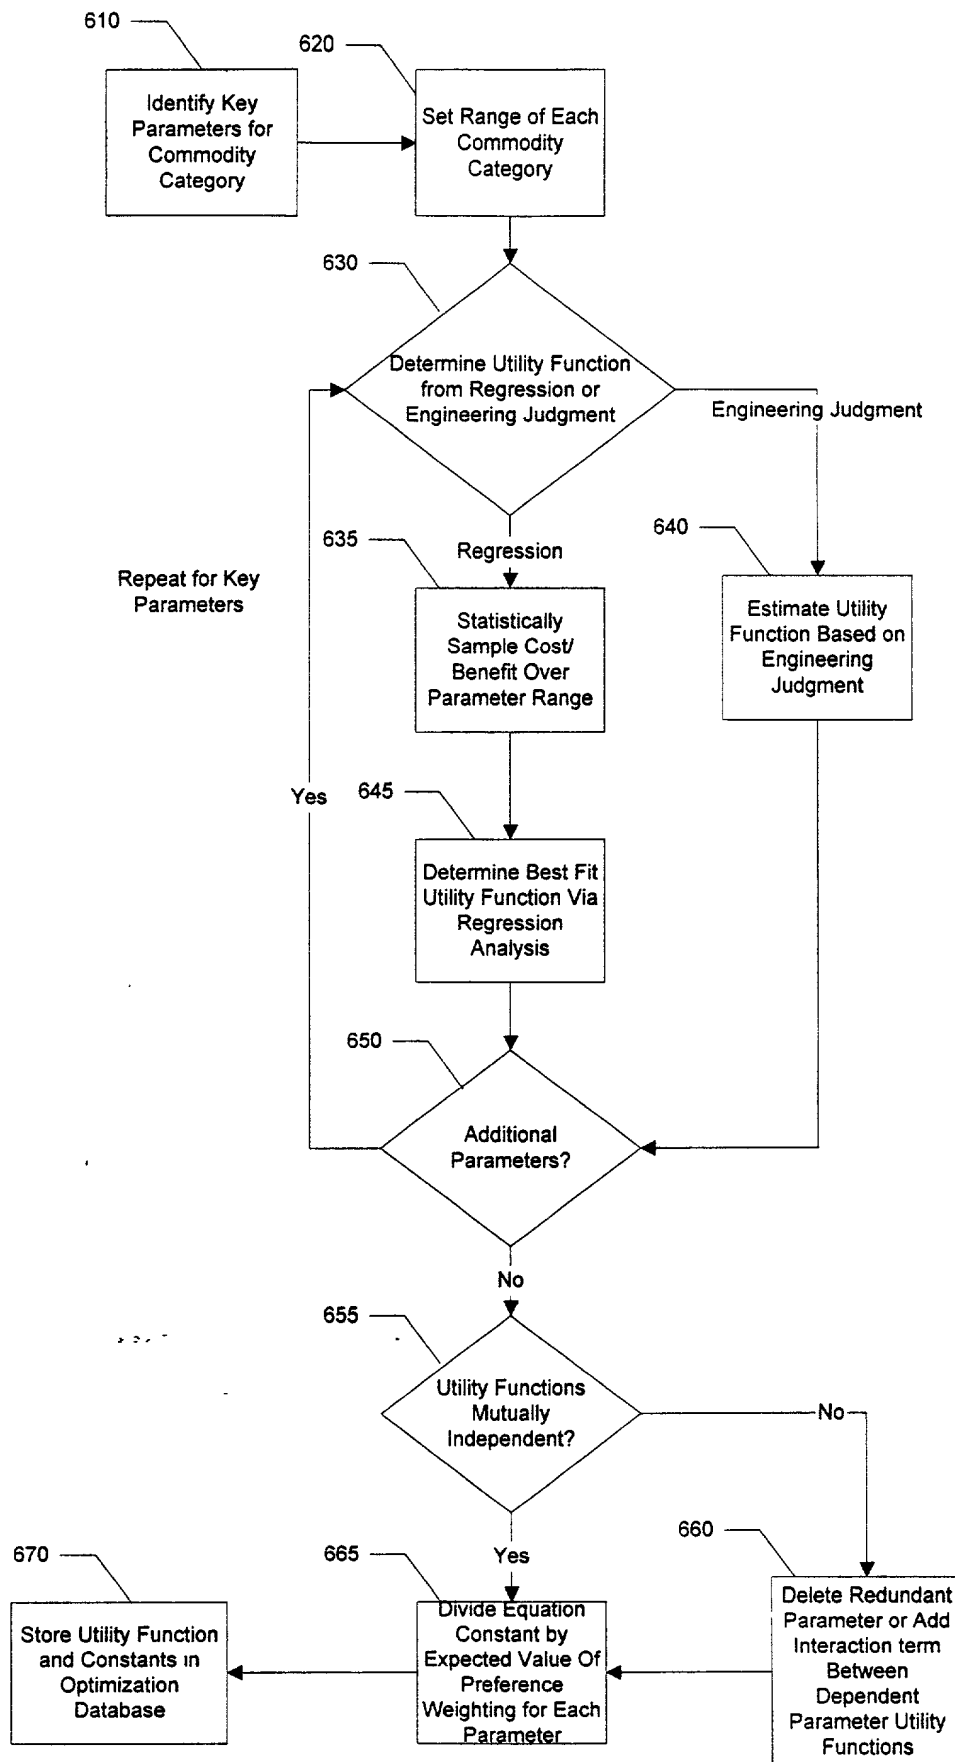 610
Identify Key
Parameters for
Commodity
Category
620
Set Range of Each
Commodity
Category
630
Determine Utility Function
from Regression or
Engineering Judgment
Engineering Judgment
635
Regression
640
Repeat for Key
Parameters
Statistically
Sample Cost/
Benefit Over
Parameter Range
Estimate Utility
Function Based on
Engineering
Judgment
Yes
645
Determine Best Fit
Utility Function Via
Regression
Analysis
650
Additional
Parameters?
No
655
Utility Functions
Mutually
Independent?
No
670
665
Yes
660
Store Utility Function
and Constants in
Optimization
Database
Divide Equation
Constant by
Expected Value Of
Preference
Weighting for Each
Parameter
Delete Redundant
Parameter or Add
Interaction term
Between
Dependent
Parameter Utility
Functions